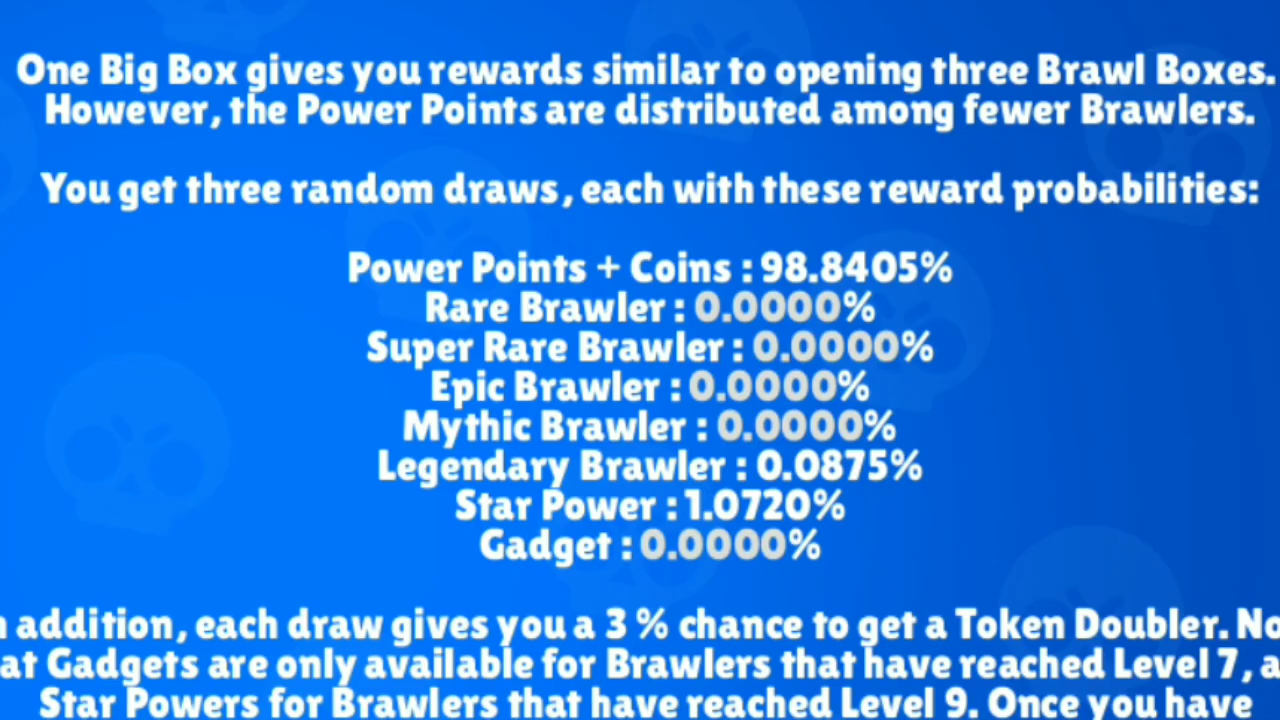 One Big Box gives you rewards similar to opening three Brawl Boxes.
However, the Power Points are distributed among fewer Brawlers.
You get three random draws, each with these reward probabilities:
Power Points + Coins : 98.8405%
Rare Brawler : 0.0000%
Super Rare Brawler : 0.0000%
Epic Brawler : 0.0000%
Mythic Brawler : 0.0000%
Legendary Brawler : 0.0875%
Star Power : 1.0720%
Gadget : 0.0000%
n addition, each draw gives you a 3 % chance to get a Token Doubler. No
at Gadgets are only available for Brawlers that have reached Level 7, a
Star Powers for Brawlers that have reached Level 9. Once you have